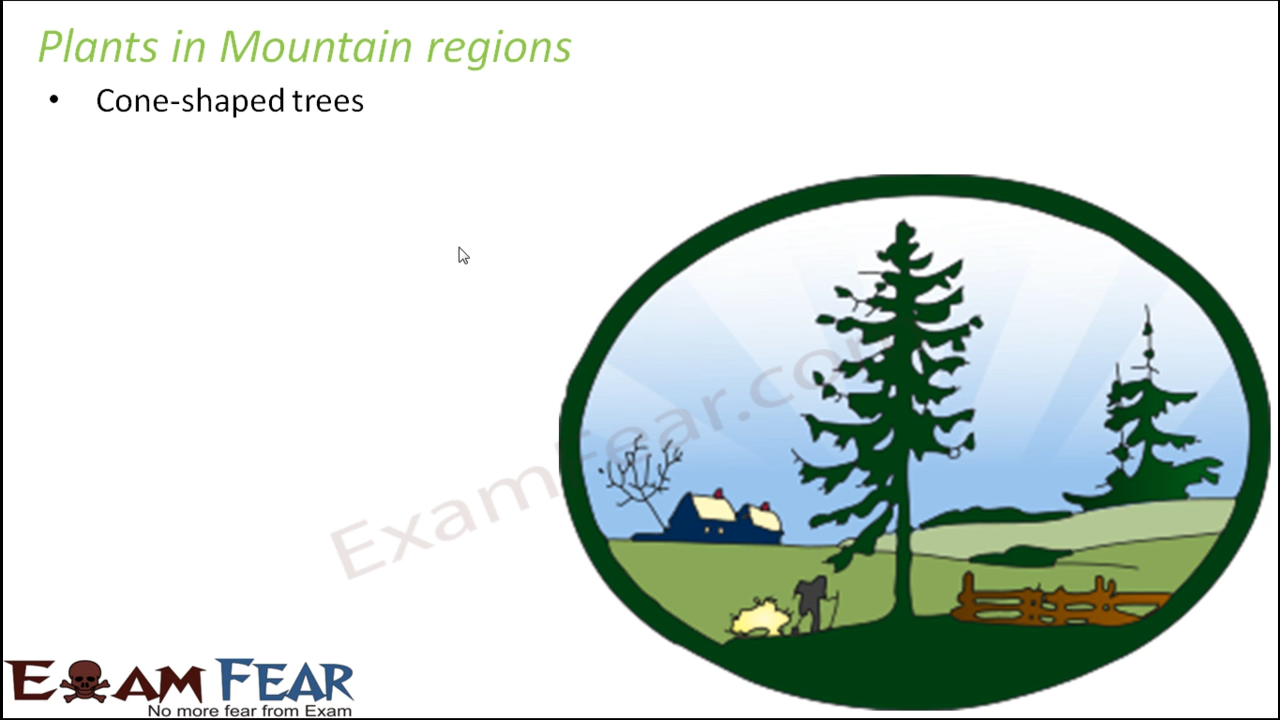 Plants in Mountain regions
• Cone-shaped trees
ExamFear.com
EXAM FEAR
No more fear from Exam